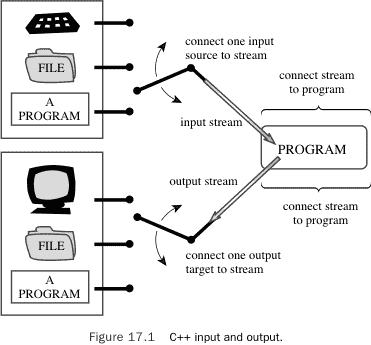 FILE
A
PROGRAM
connect one input
source to stream
input stream
connect stream
to program
PROGRAM
output stream
connect stream
to program
FILE
A
PROGRAM
connect one output
target to stream
Figure 17.1 C++ input and output.